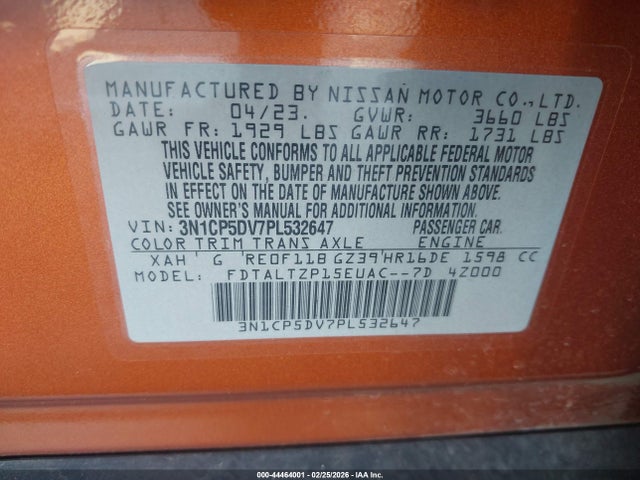 MANUFACTURED BY NISSAN MOTOR CO.,LTD.
DATE: 04/23. GVWR: 3660 LBS
GAWR FR: 1929 LBS GAWR RR: 1731 LBS
THIS VEHICLE CONFORMS TO ALL APPLICABLE FEDERAL MOTOR
VEHICLE SAFETY, BUMPER AND THEFT PREVENTION STANDARDS
IN EFFECT ON THE DATE OF MANUFACTURE SHOWN ABOVE.
SEE OWNER'S MANUAL FOR ADDITIONAL INFORMATION.
VIN: 3N1CP5DV7PL532647 PASSENGER CAR.
COLOR TRIM TRANS AXLE ENGINE
XAH ' G 'RE0F11B GZ39'HR16DE 1598 CC
MODEL: FDTALTZP15EUAC--7D 4Z000
3N1CP5DV7PL532647
000-44464001 - 02/25/2026 - IAA Inc.